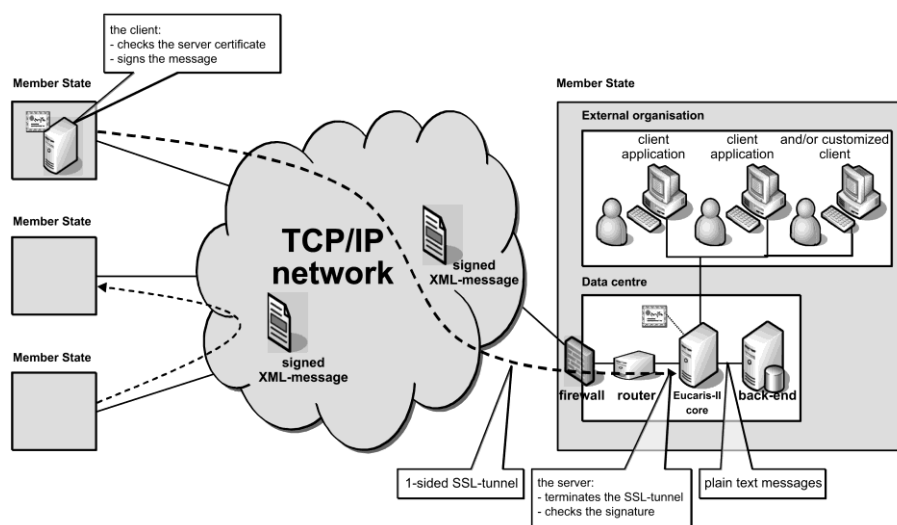 the client:
- checks the server certificate
- signs the message
Member State
Member State
Member State
TCP/IP
network
signed
XML-message
signed
XML-message
Member State
External organisation
client
application
client
application
and/or customized
client
Data centre
firewall
router
Eucaris-II
core
back-end
1-sided SSL-tunnel
the server:
- terminates the SSL-tunnel
- checks the signature
plain text messages